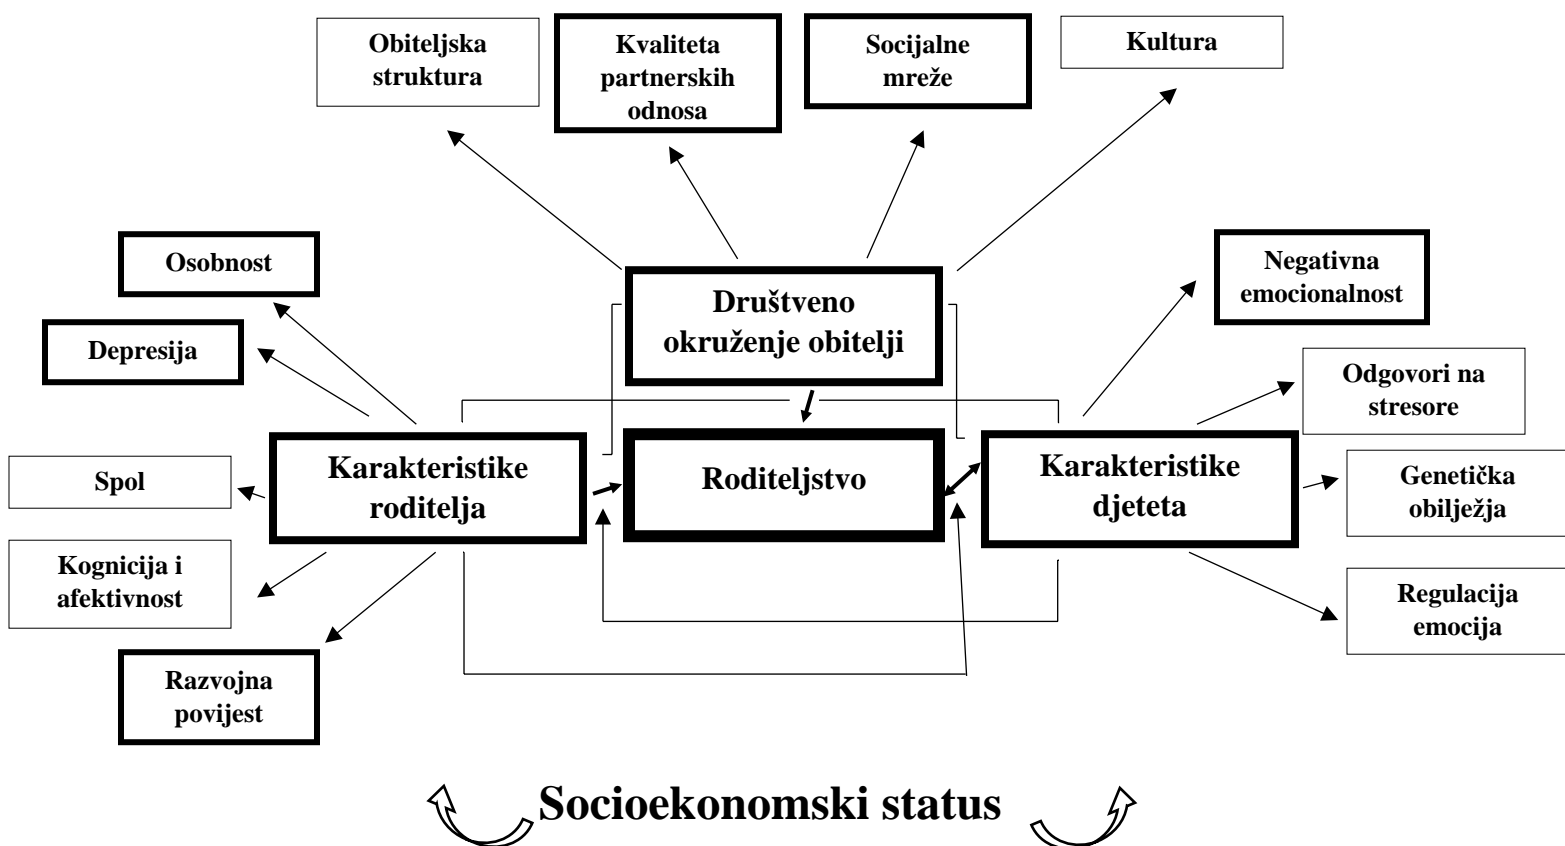 Obiteljska
struktura
Kvaliteta
partnerskih
odnosa
Socijalne
mreže
Kultura
Osobnost
Depresija
Spol
Kognicija i
afektivnost
Razvojna
povijest
Društveno
okruženje obitelji
Karakteristike
roditelja
Roditeljstvo
Karakteristike
djeteta
Negativna
emocionalnost
Odgovori na
stresore
Genetička
obilježja
Regulacija
emocija
Socioekonomski status